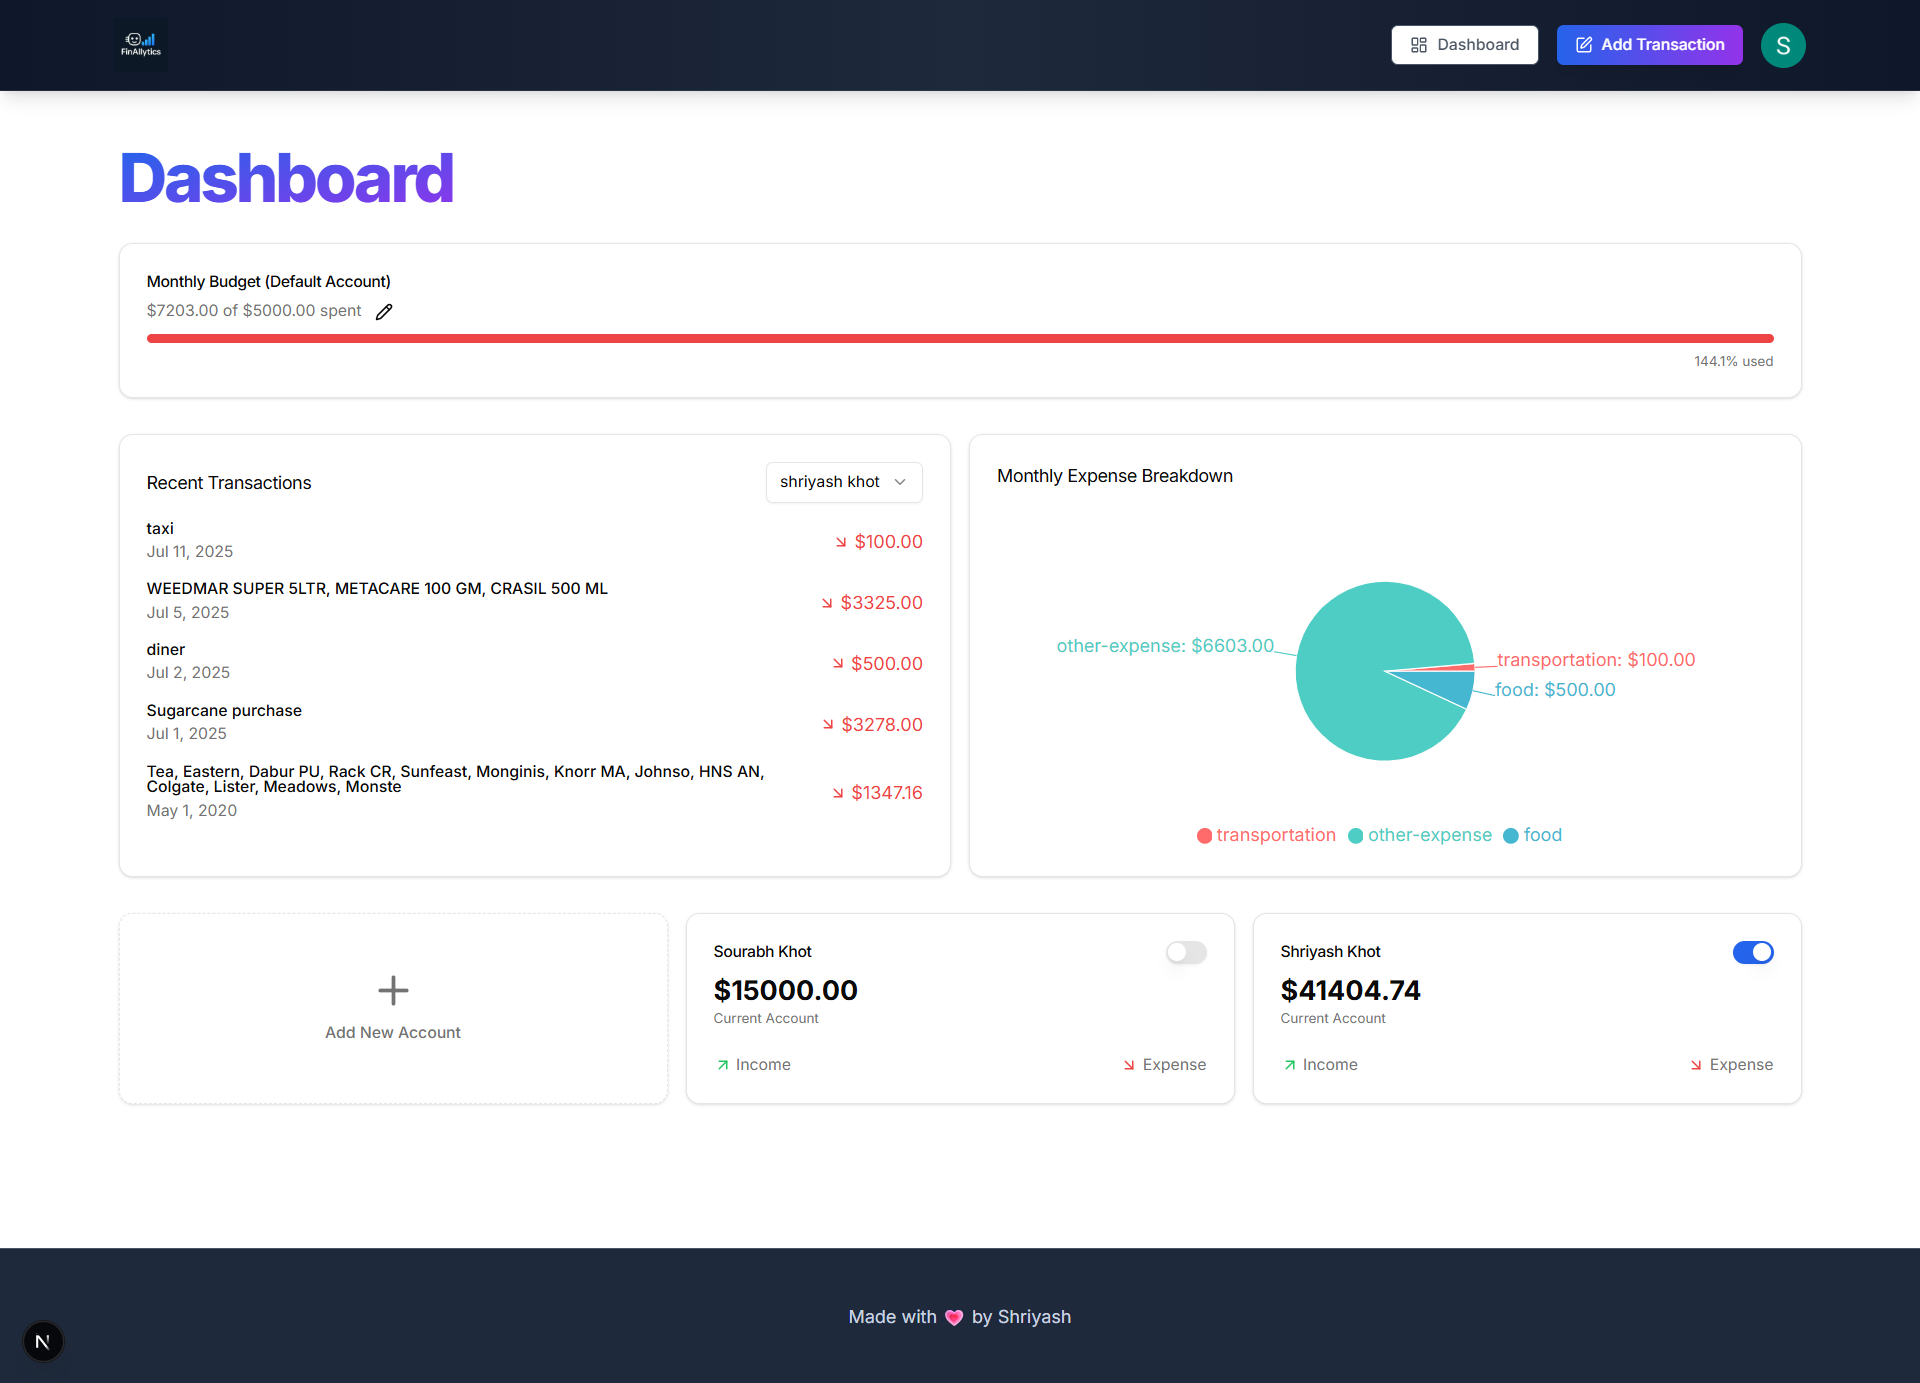 FinAIlytics
Dashboard
Add Transaction
S
Dashboard
Monthly Budget (Default Account)
$7203.00 of $5000.00 spent
144.1% used
Recent Transactions
shriyash khot
taxi
Jul 11, 2025
$100.00
WEEDMAR SUPER 5LTR, METACARE 100 GM, CRASIL 500 ML
Jul 5, 2025
$3325.00
diner
Jul 2, 2025
$500.00
Sugarcane purchase
Jul 1, 2025
$3278.00
Tea, Eastern, Dabur PU, Rack CR, Sunfeast, Monginis, Knorr MA, Johnso, HNS AN,
Colgate, Lister, Meadows, Monste
May 1, 2020
$1347.16
Monthly Expense Breakdown
other-expense: $6603.00
transportation: $100.00
food: $500.00
transportation
other-expense
food
Add New Account
Sourabh Khot
$15000.00
Current Account
Income
Expense
Shriyash Khot
$41404.74
Current Account
Income
Expense
Made with 💗 by Shriyash
N